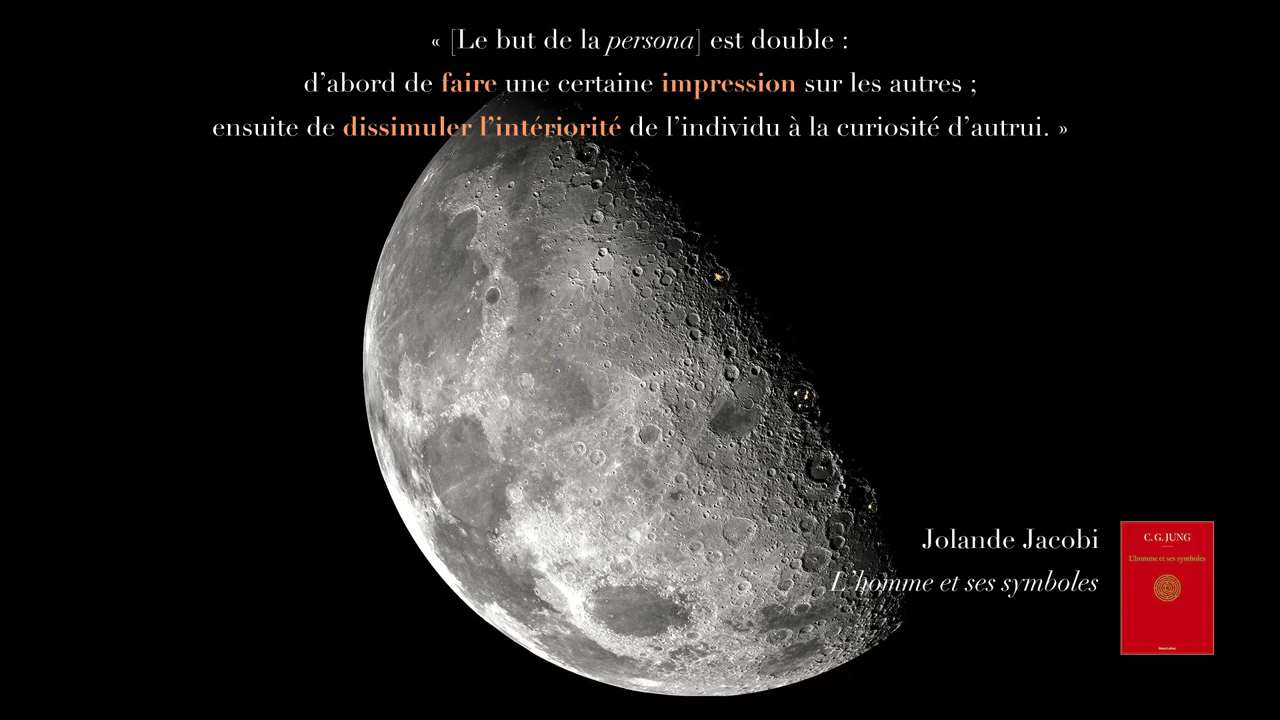 « [Le but de la persona] est double :
d’abord de faire une certaine impression sur les autres ;
ensuite de dissimuler l’intériorité de l’individu à la curiosité d’autrui. »
Jolande Jacobi
L’homme et ses symboles
C. G. JUNG
L’homme et ses symboles